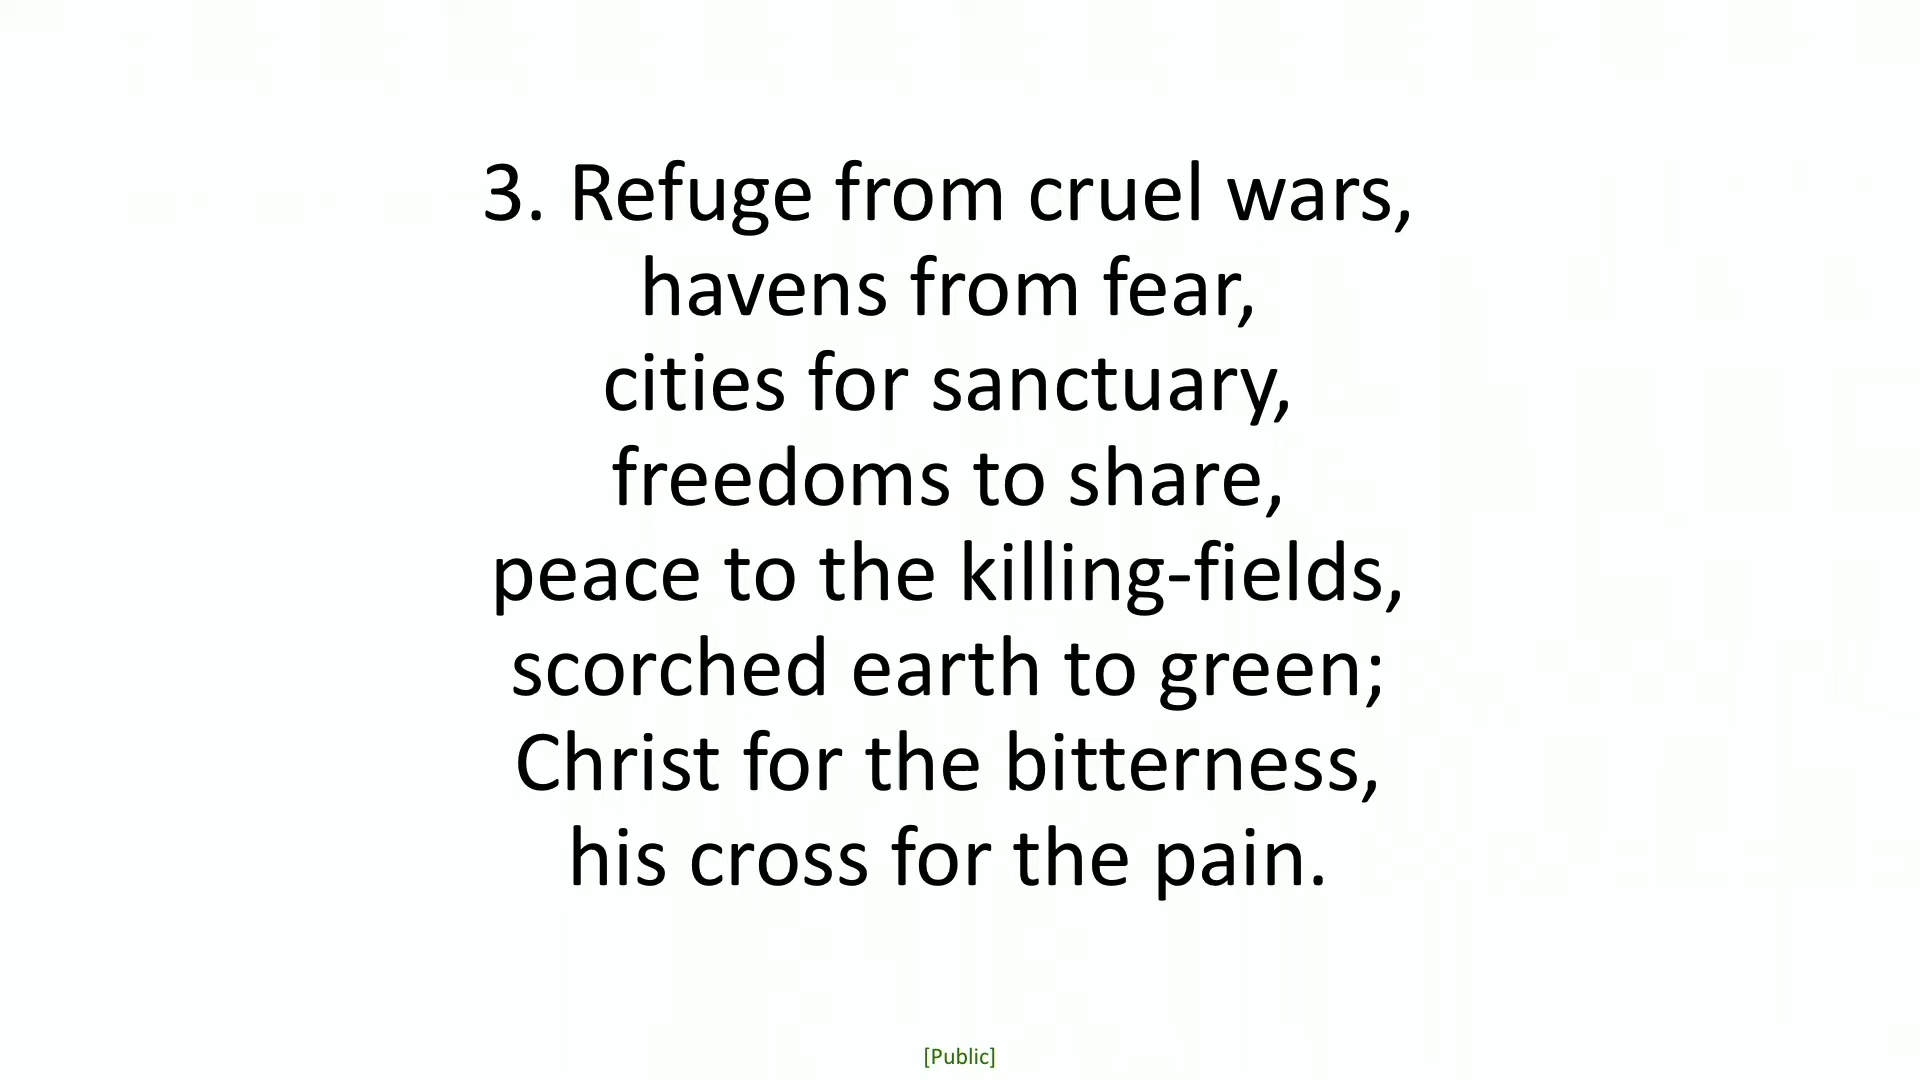 3. Refuge from cruel wars,
havens from fear,
cities for sanctuary,
freedoms to share,
peace to the killing-fields,
scorched earth to green;
Christ for the bitterness,
his cross for the pain.
[Public]